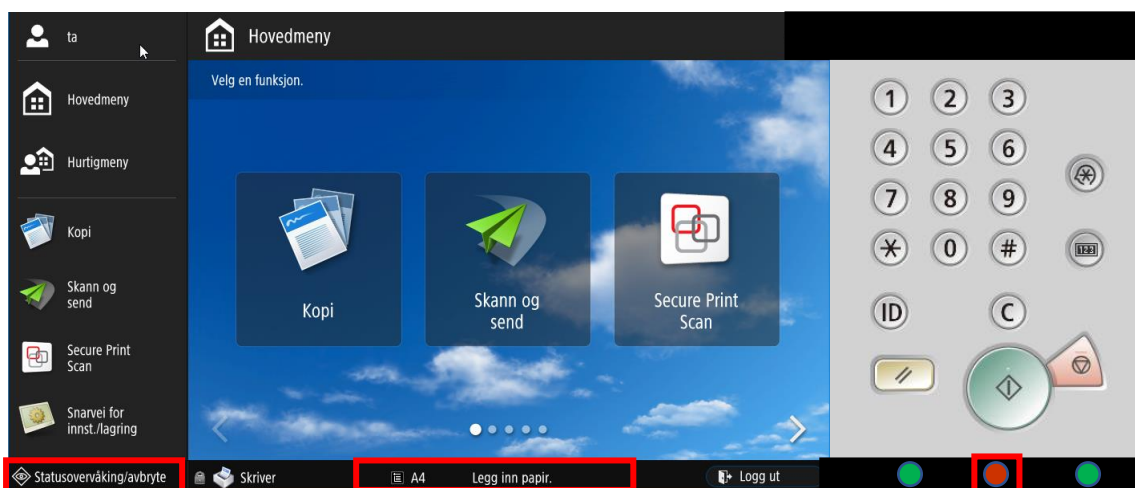 ta
Hovedmeny
Hurtigmeny
Kopi
Skann og
send
Secure Print
Scan
Snarvei for
innst./lagring
Statusovervåking/avbryte
Hovedmeny
Velg en funksjon.
Kopi
Skann og
send
Secure Print
Scan
Skriver
A4 Legg inn papir.
Logg ut
1 2 3
4 5 6
7 8 9
* 0 #
ID C
123